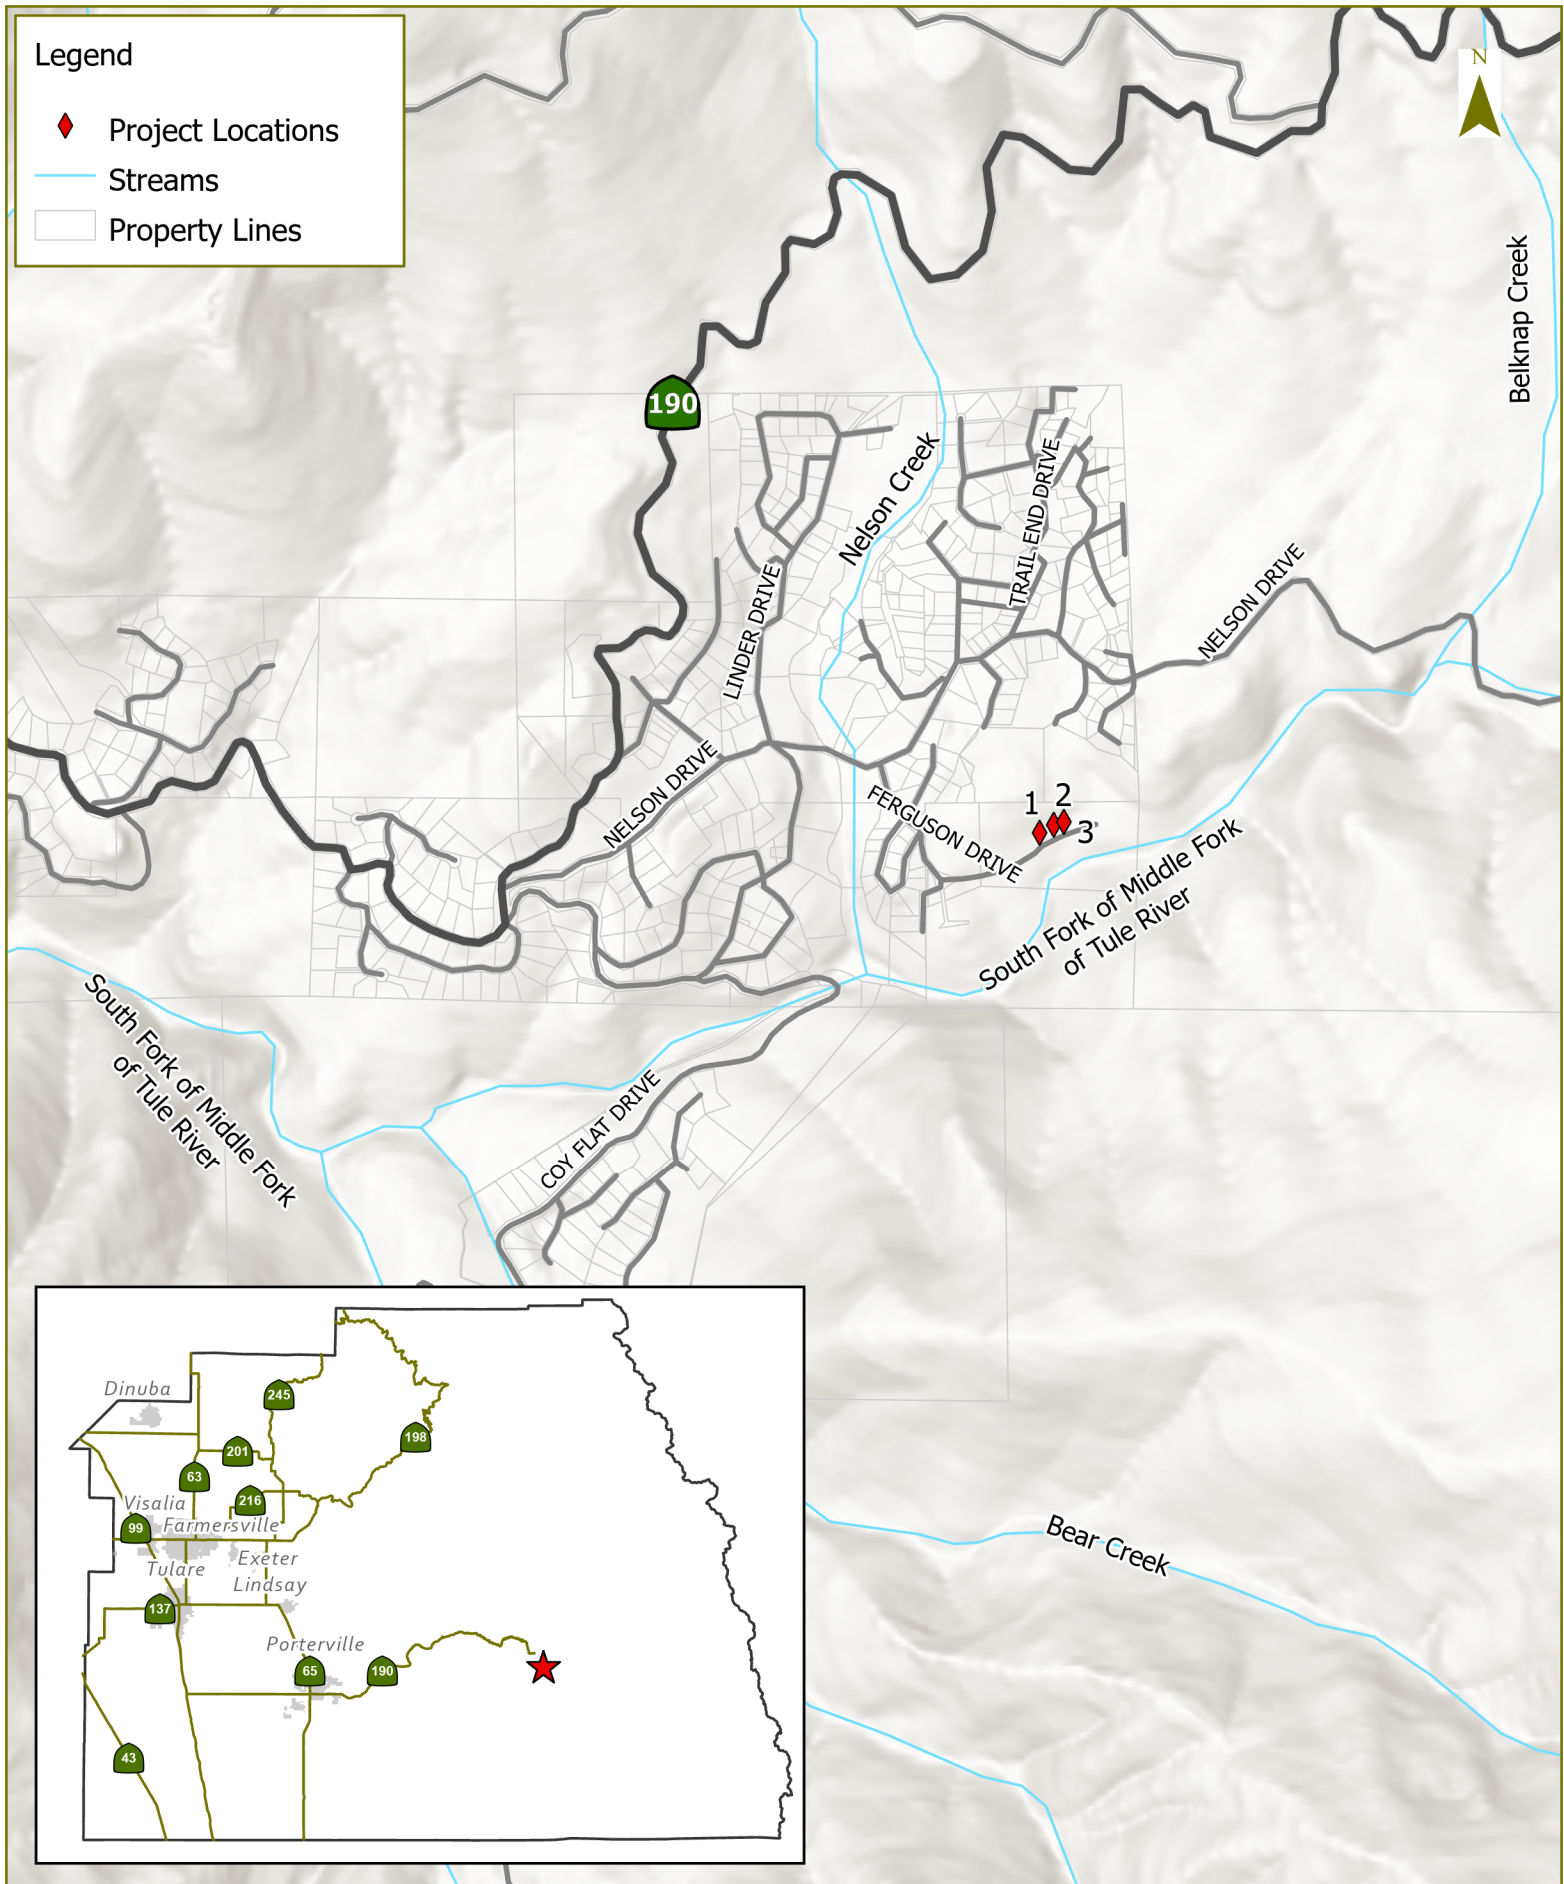 Legend
Project Locations
Streams
Property Lines
N
Belknap Creek
190
Nelson Creek
TRAIL END DRIVE
LINDER DRIVE
NELSON DRIVE
NELSON DRIVE
FERGUSON DRIVE
1
2
3
South Fork of Middle Fork
of Tule River
South Fork of Middle Fork
of Tule River
COY FLAT DRIVE
Bear Creek
Dinuba
245
198
201
63
216
Visalia
99
Farmersville
Exeter
Tulare
Lindsay
137
Porterville
65
190
43